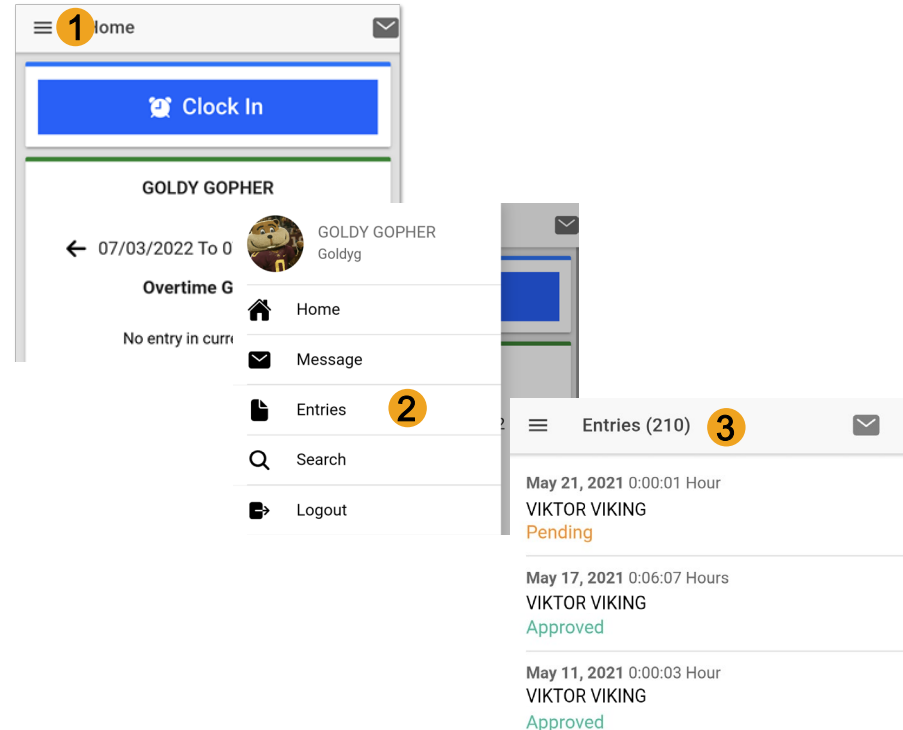 1
Home
Clock In
GOLDY GOPHER
07/03/2022 To 0
Overtime G
No entry in curre
GOLDY GOPHER
Goldyg
Home
Message
Entries
2
Search
Logout
2
Entries (210)
3
May 21, 2021 0:00:01 Hour
VIKTOR VIKING
Pending
May 17, 2021 0:06:07 Hours
VIKTOR VIKING
Approved
May 11, 2021 0:00:03 Hour
VIKTOR VIKING
Approved